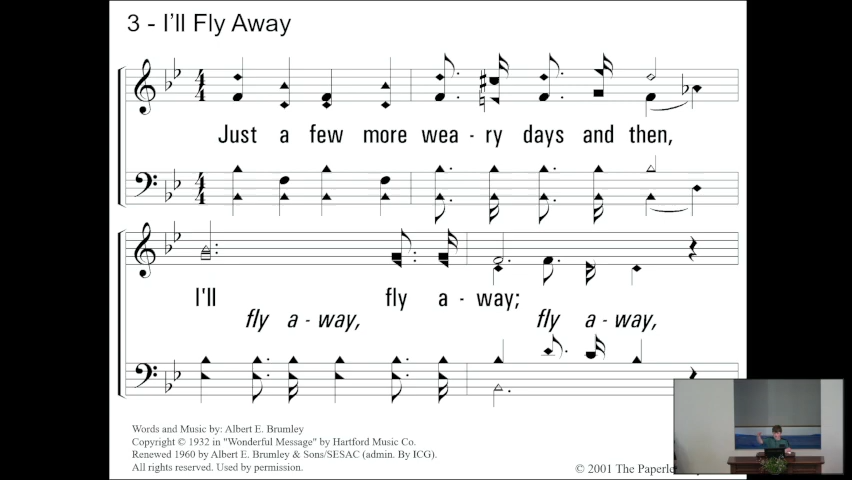 3 - I'll Fly Away
Just a few more wea - ry days and then,
I'll fly a - way;
fly a - way, fly a - way,
Words and Music by: Albert E. Brumley
Copyright © 1932 in "Wonderful Message" by Hartford Music Co.
Renewed 1960 by Albert E. Brumley & Sons/SESAC (admin. By ICG).
All rights reserved. Used by permission.
© 2001 The